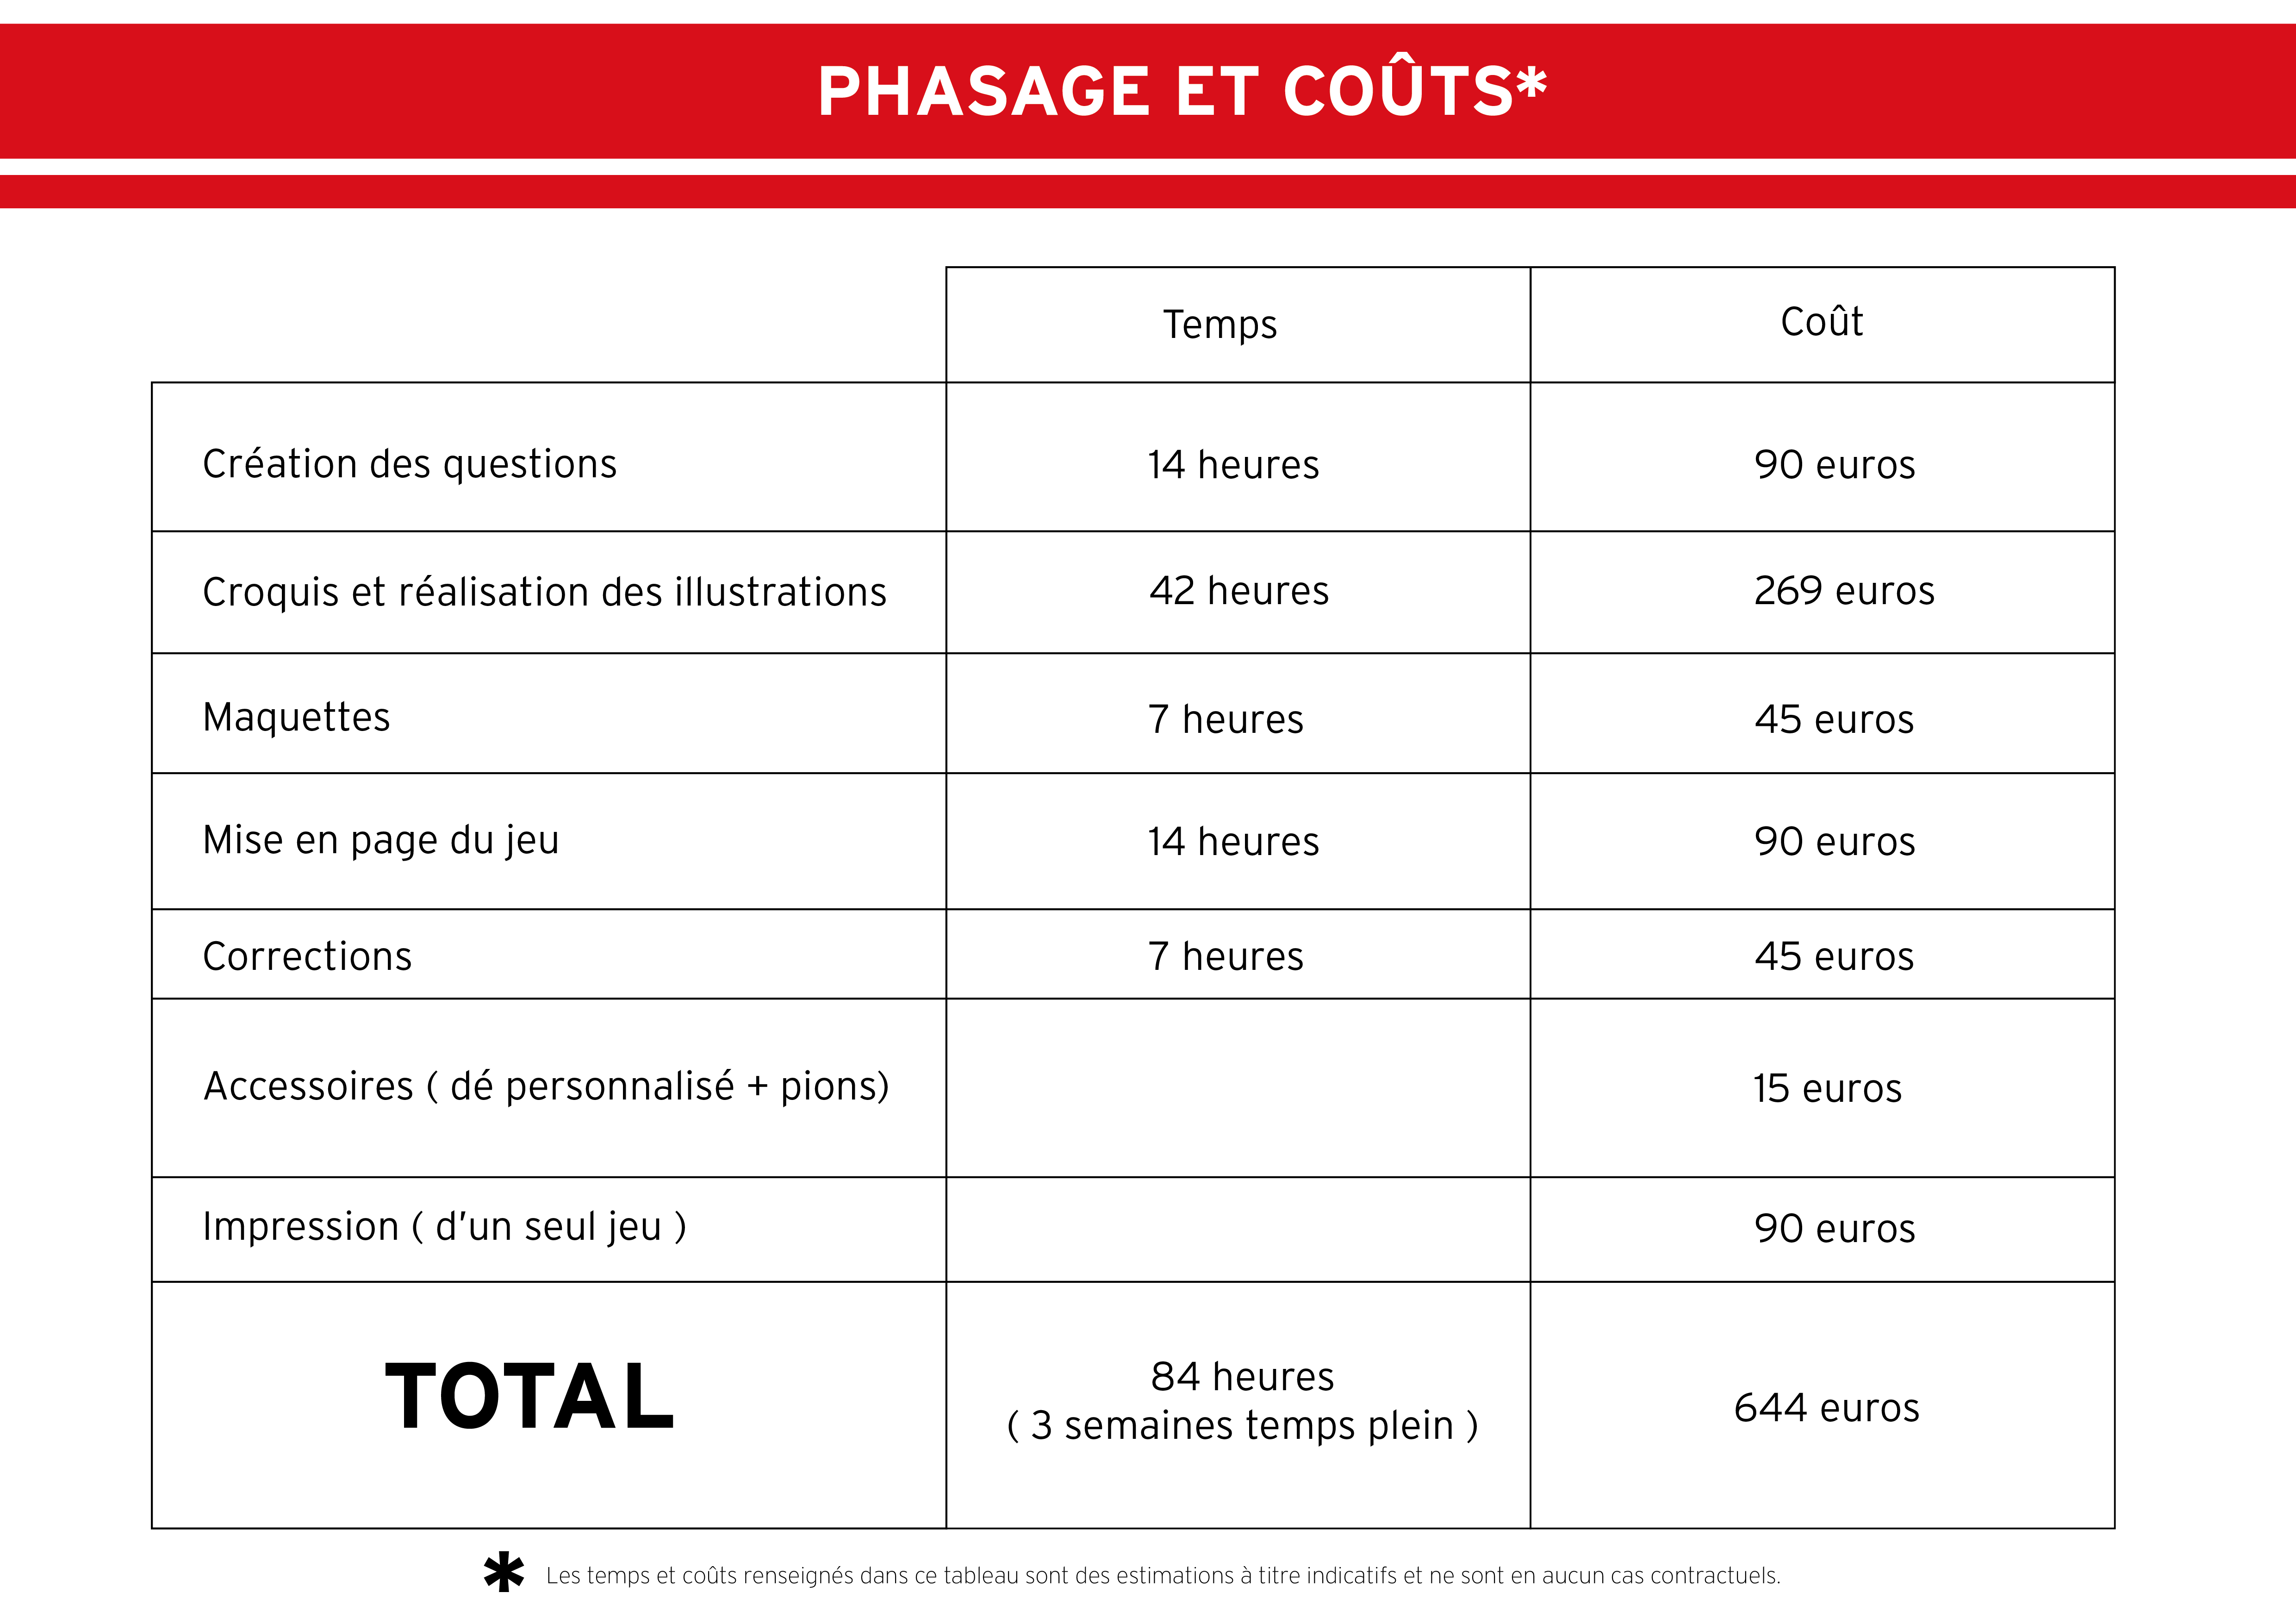 PHASAGE ET COÛTS*
Temps Coût
Création des questions 14 heures 90 euros
Croquis et réalisation des illustrations 42 heures 269 euros
Maquettes 7 heures 45 euros
Mise en page du jeu 14 heures 90 euros
Corrections 7 heures 45 euros
Accessoires ( dé personnalisé + pions) 15 euros
Impression ( d'un seul jeu ) 90 euros
TOTAL 84 heures 644 euros
( 3 semaines temps plein )
* Les temps et coûts renseignés dans ce tableau sont des estimations à titre indicatifs et ne sont en aucun cas contractuels.